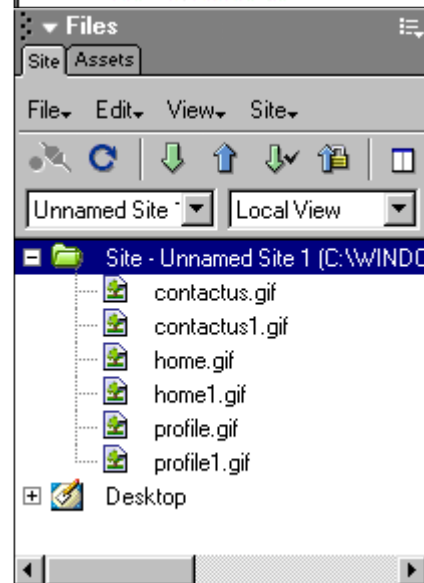 Files
Site Assets
File Edit View Site
Unnamed Site Local View
Site - Unnamed Site 1 (C:\WINDO
contactus.gif
contactus1.gif
home.gif
home1.gif
profile.gif
profile1.gif
Desktop